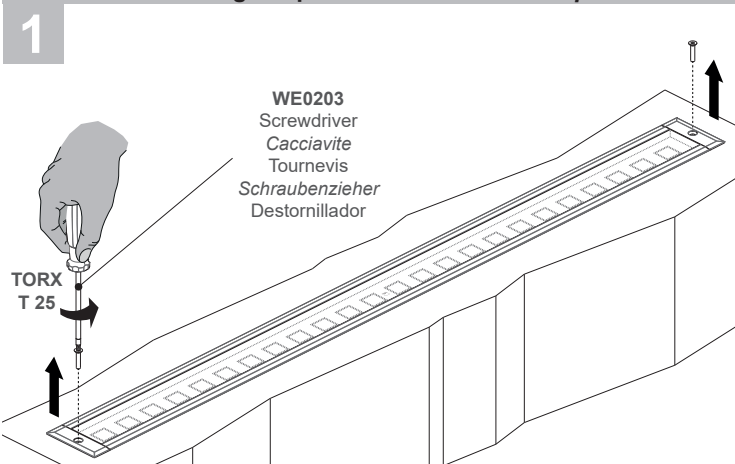 1
WE0203
Screwdriver
Cacciavite
Tournevis
Schraubenzieher
Destornillador
TORX
T 25